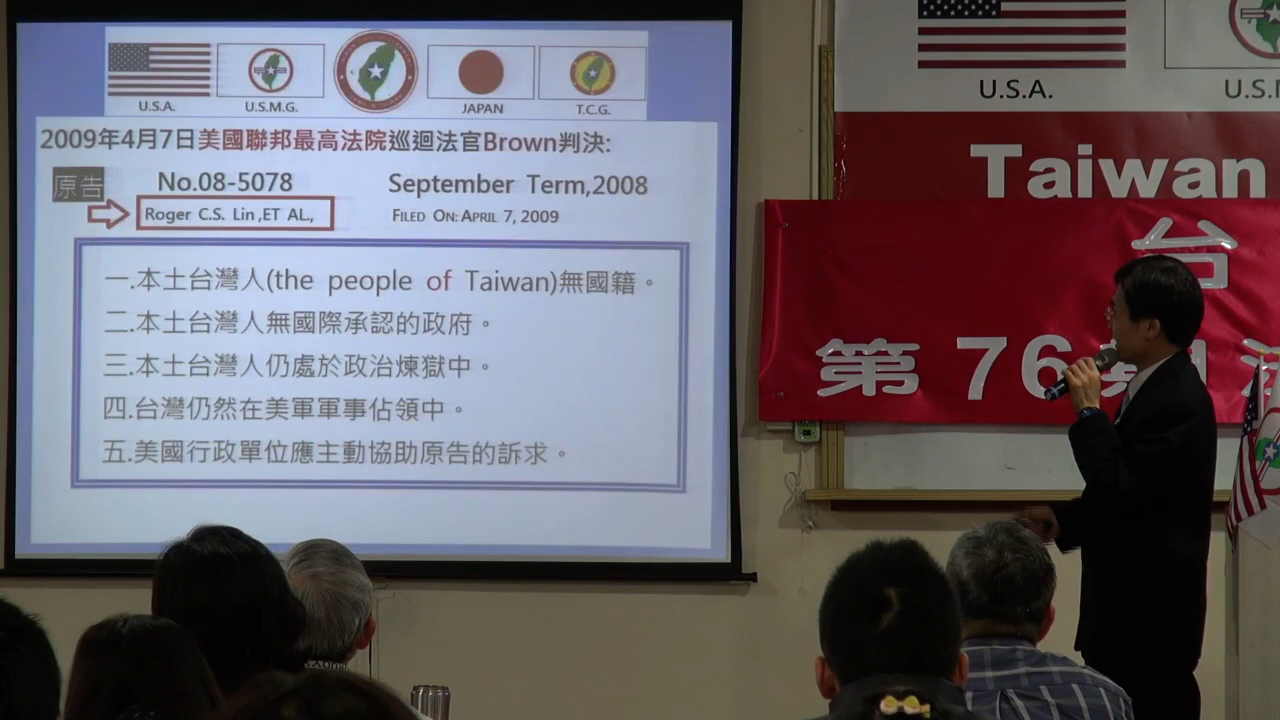 U.S.A.
U.S.M.G.
JAPAN
T.C.G.
2009年4月7日美國聯邦最高法院巡迴法官Brown判決:
原告
No.08-5078
September Term,2008
Roger C.S. Lin ,ET AL.,
FILED ON: APRIL 7, 2009
一.本土台灣人(the people of Taiwan)無國籍。
二.本土台灣人無國際承認的政府。
三.本土台灣人仍處於政治煉獄中。
四.台灣仍然在美軍軍事佔領中。
五.美國行政單位應主動協助原告的訴求。
U.S.A.
U.S.
Taiwan
台
第 76期